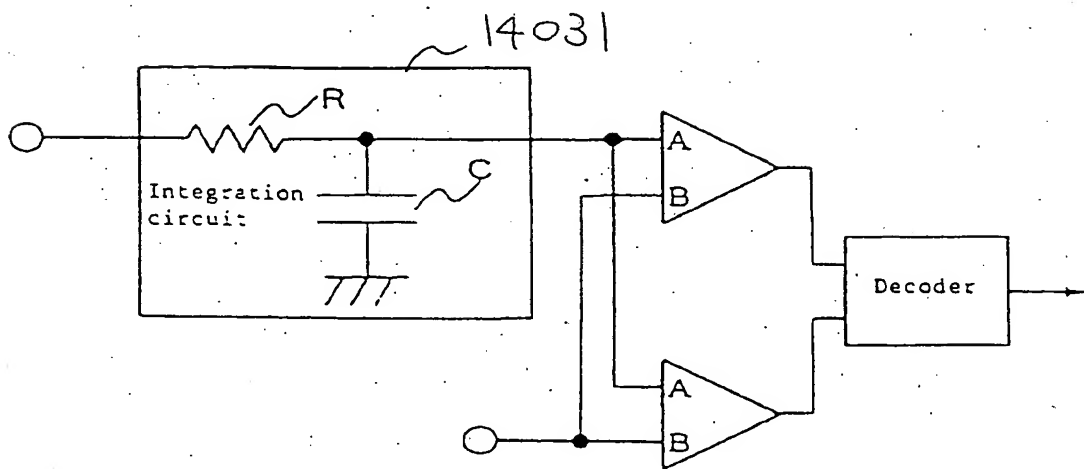 14031
R
C
Integration
circuit
A
B
Decoder
A
B